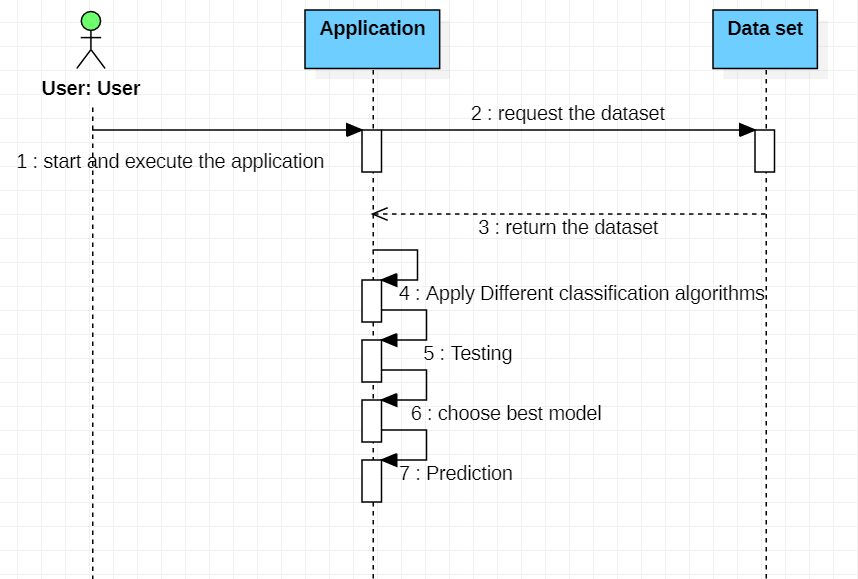 Application
Data set
User: User
2 : request the dataset
1 : start and execute the application
3 : return the dataset
4 : Apply Different classification algorithms
5 : Testing
6 : choose best model
7 : Prediction